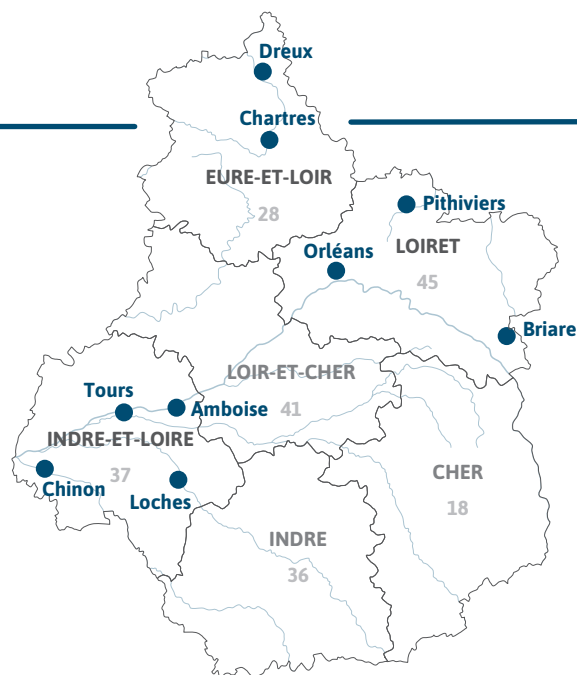 Dreux
Chartres
EURE-ET-LOIR
28
Pithiviers
Orléans
LOIRET
45
Briare
LOIR-ET-CHER
41
Tours
Amboise
INDRE-ET-LOIRE
37
Chinon
Loches
CHER
18
INDRE
36